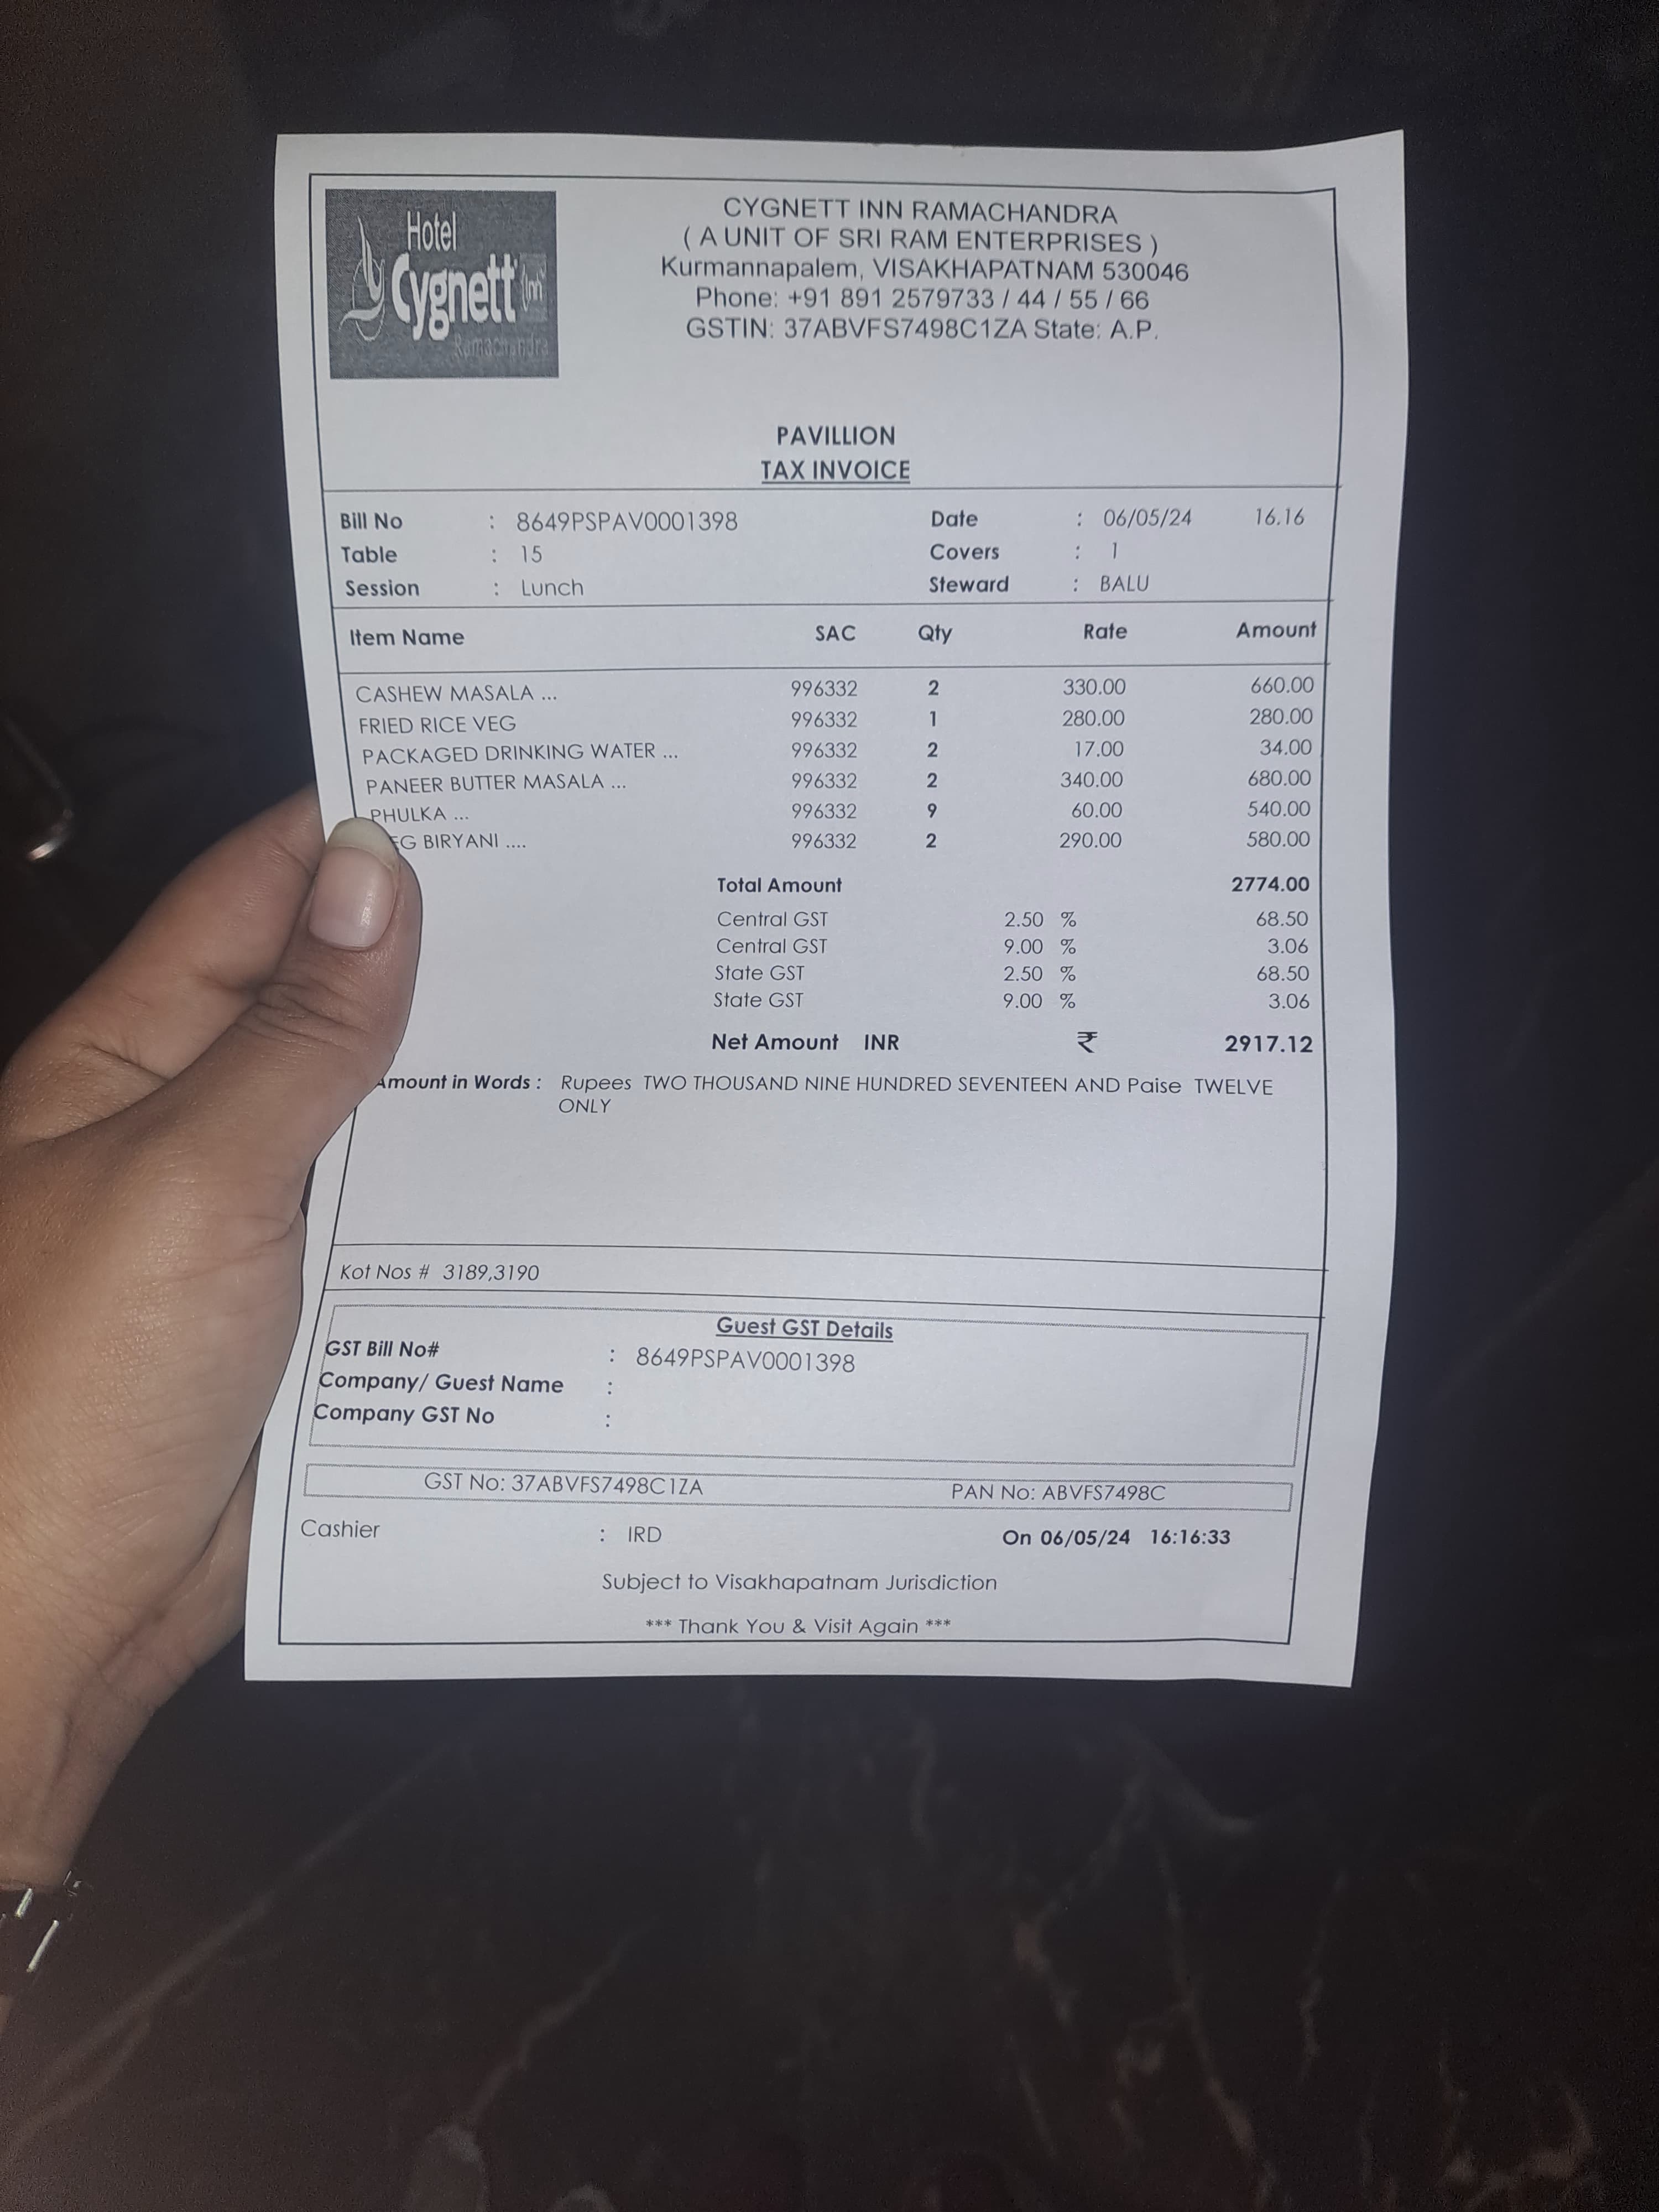 Hotel
Cygnett Inn
Ramachandra
CYGNETT INN RAMACHANDRA
( A UNIT OF SRI RAM ENTERPRISES )
Kurmannapalem, VISAKHAPATNAM 530046
Phone: +91 891 2579733 / 44 / 55 / 66
GSTIN: 37ABVFS7498C1ZA State: A.P.
PAVILLION
TAX INVOICE
Bill No : 8649PSPAV0001398 Date : 06/05/24 16.16
Table : 15 Covers : 1
Session : Lunch Steward : BALU
Item Name SAC Qty Rate Amount
CASHEW MASALA ... 996332 2 330.00 660.00
FRIED RICE VEG 996332 1 280.00 280.00
PACKAGED DRINKING WATER ... 996332 2 17.00 34.00
PANEER BUTTER MASALA ... 996332 2 340.00 680.00
PHULKA ... 996332 9 60.00 540.00
EG BIRYANI .... 996332 2 290.00 580.00
Total Amount 2774.00
Central GST 2.50 % 68.50
Central GST 9.00 % 3.06
State GST 2.50 % 68.50
State GST 9.00 % 3.06
Net Amount INR ₹ 2917.12
Amount in Words : Rupees TWO THOUSAND NINE HUNDRED SEVENTEEN AND Paise TWELVE
ONLY
Kot Nos # 3189,3190
Guest GST Details
GST Bill No# : 8649PSPAV0001398
Company/ Guest Name :
Company GST No :
GST No: 37ABVFS7498C1ZA PAN No: ABVFS7498C
Cashier : IRD On 06/05/24 16:16:33
Subject to Visakhapatnam Jurisdiction
*** Thank You & Visit Again ***